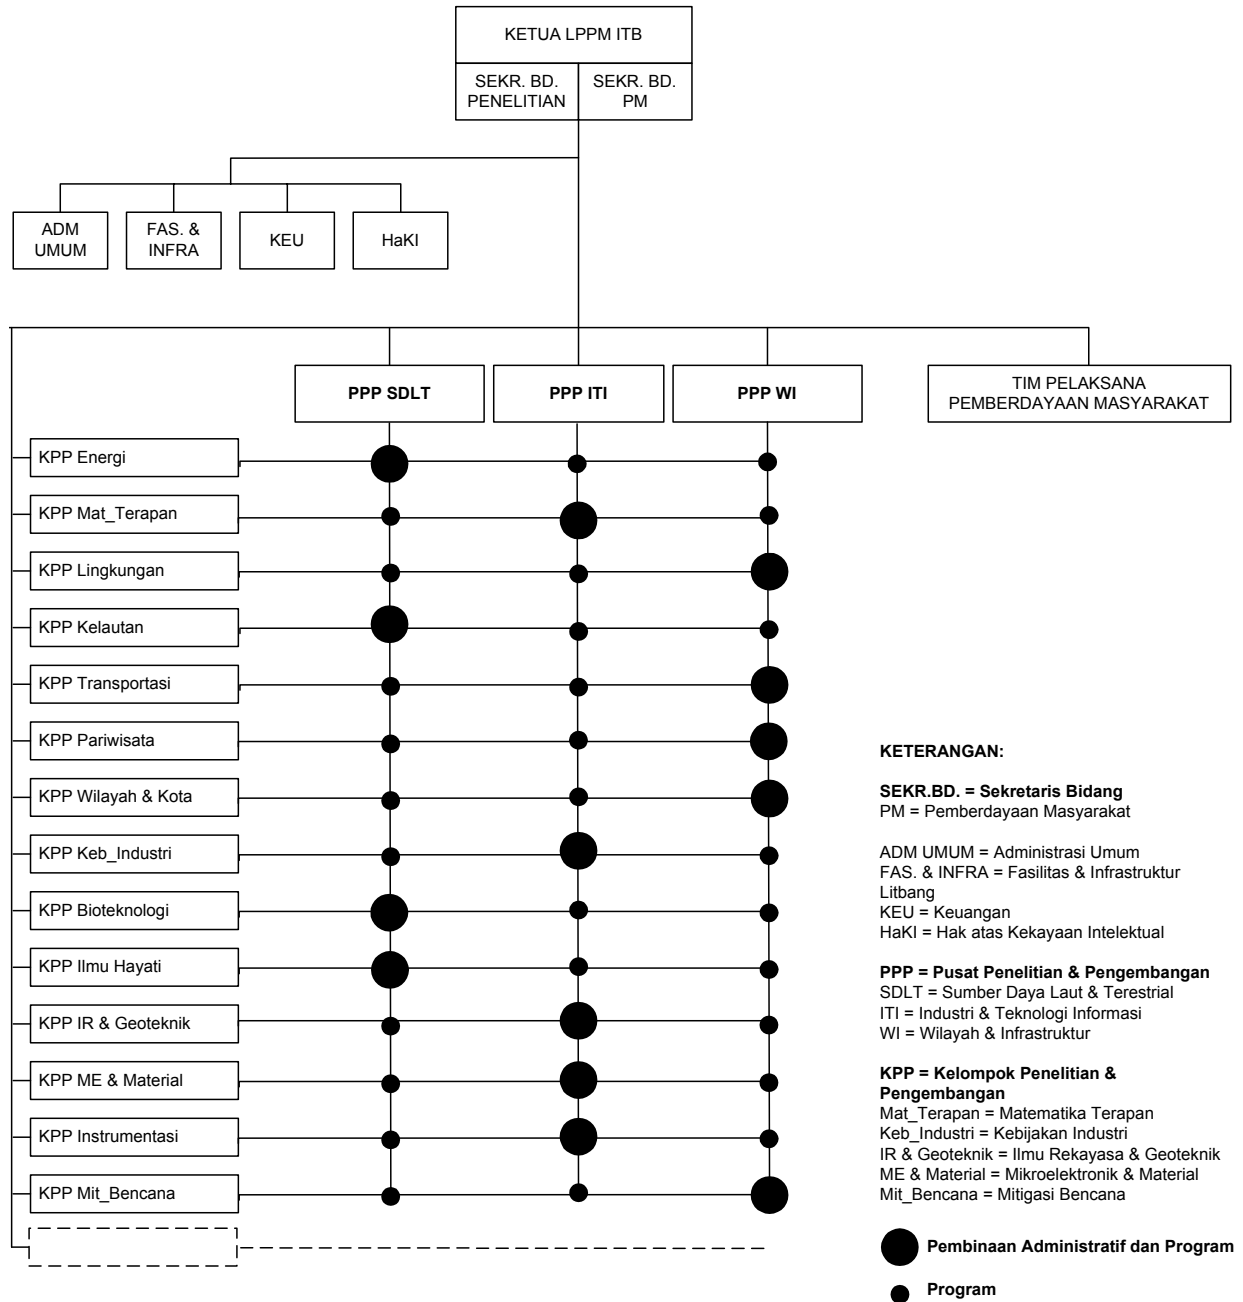 KETUA LPPM ITB
SEKR. BD.
PENELITIAN
SEKR. BD.
PM
ADM
UMUM
FAS. &
INFRA
KEU
HaKI
PPP SDLT
PPP ITI
PPP WI
TIM PELAKSANA
PEMBERDAYAAN MASYARAKAT
KPP Energi
KPP Mat_Terapan
KPP Lingkungan
KPP Kelautan
KPP Transportasi
KPP Pariwisata
KPP Wilayah & Kota
KPP Keb_Industri
KPP Bioteknologi
KPP Ilmu Hayati
KPP IR & Geoteknik
KPP ME & Material
KPP Instrumentasi
KPP Mit_Bencana
KETERANGAN:
SEKR.BD. = Sekretaris Bidang
PM = Pemberdayaan Masyarakat
ADM UMUM = Administrasi Umum
FAS. & INFRA = Fasilitas & Infrastruktur
Litbang
KEU = Keuangan
HaKI = Hak atas Kekayaan Intelektual
PPP = Pusat Penelitian & Pengembangan
SDLT = Sumber Daya Laut & Terestrial
ITI = Industri & Teknologi Informasi
WI = Wilayah & Infrastruktur
KPP = Kelompok Penelitian &
Pengembangan
Mat_Terapan = Matematika Terapan
Keb_Industri = Kebijakan Industri
IR & Geoteknik = Ilmu Rekayasa & Geoteknik
ME & Material = Mikroelektronik & Material
Mit_Bencana = Mitigasi Bencana
Pembinaan Administratif dan Program
Program